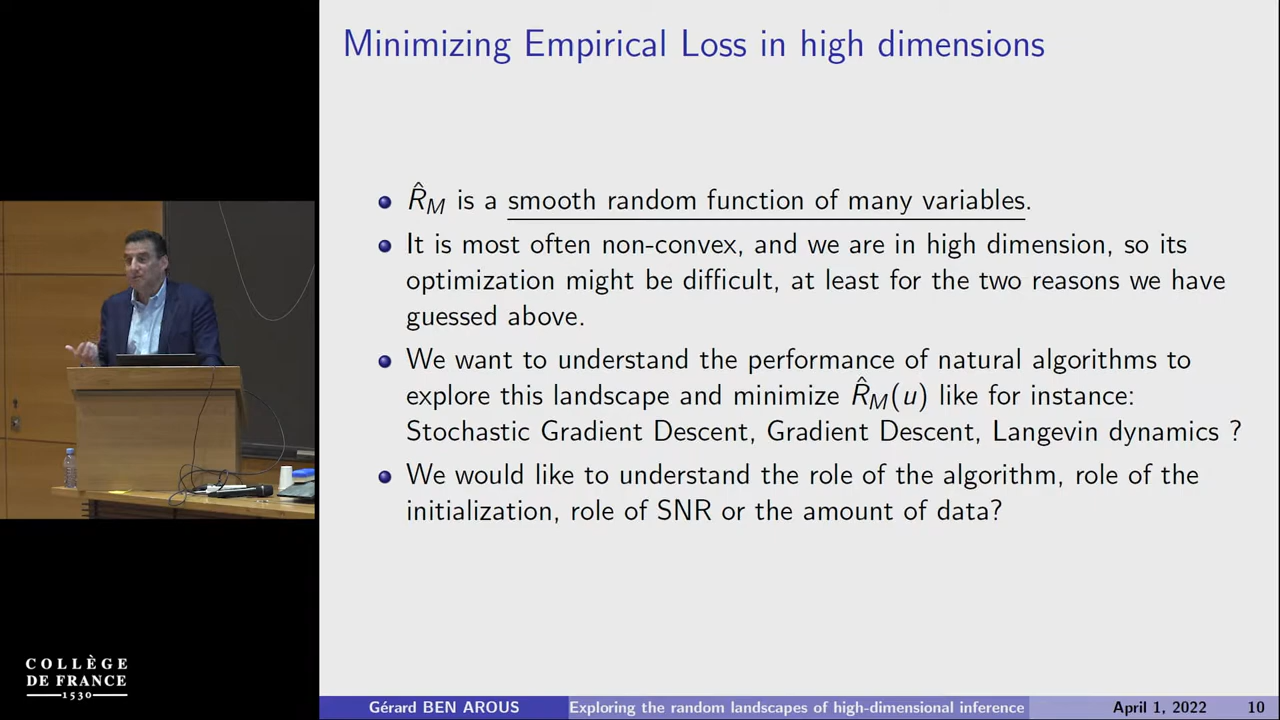 Minimizing Empirical Loss in high dimensions
R̂_M is a smooth random function of many variables.
It is most often non-convex, and we are in high dimension, so its
optimization might be difficult, at least for the two reasons we have
guessed above.
We want to understand the performance of natural algorithms to
explore this landscape and minimize R̂_M(u) like for instance:
Stochastic Gradient Descent, Gradient Descent, Langevin dynamics ?
We would like to understand the role of the algorithm, role of the
initialization, role of SNR or the amount of data?
COLLÈGE
DE FRANCE
1530
Gérard BEN AROUS Exploring the random landscapes of high-dimensional inference April 1, 2022 10